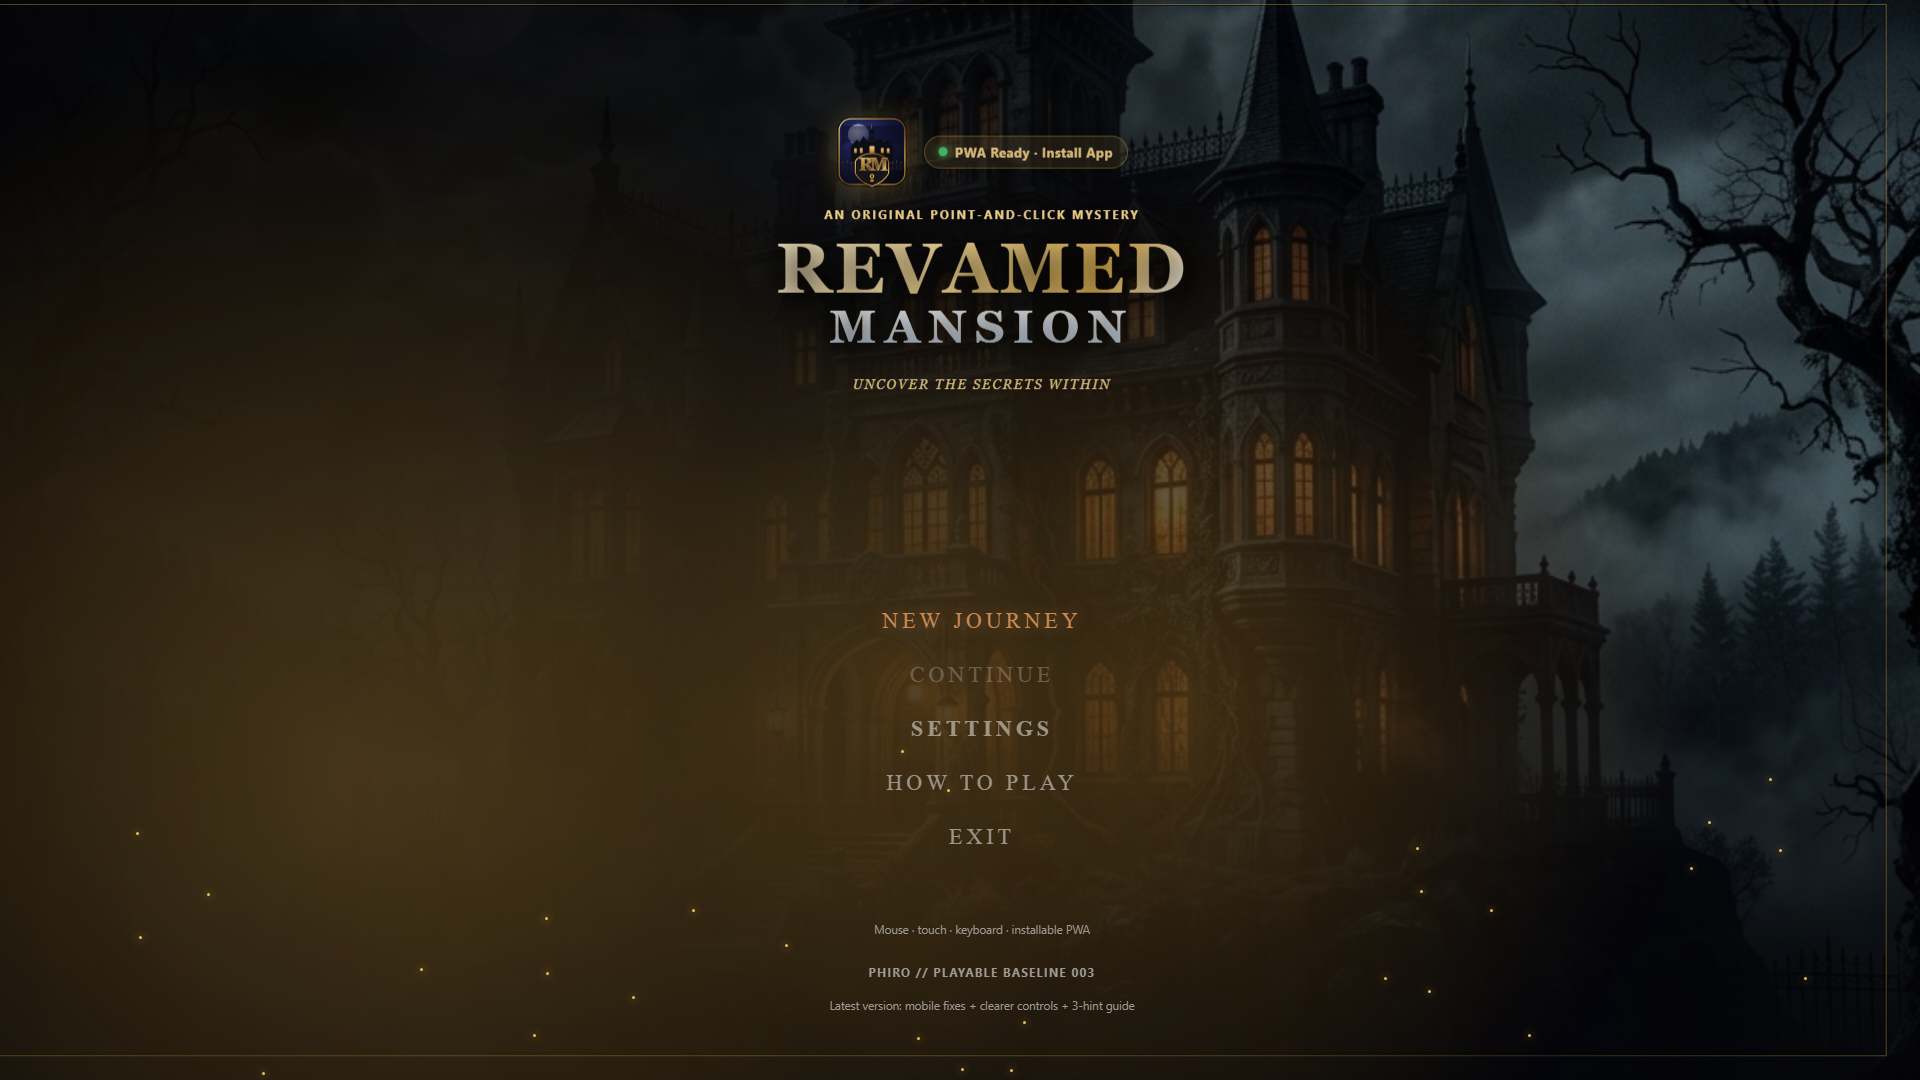 RM
PWA Ready · Install App
AN ORIGINAL POINT-AND-CLICK MYSTERY
REVAMED
MANSION
UNCOVER THE SECRETS WITHIN
NEW JOURNEY
CONTINUE
SETTINGS
HOW TO PLAY
EXIT
Mouse · touch · keyboard · installable PWA
PHIRO // PLAYABLE BASELINE 003
Latest version: mobile fixes + clearer controls + 3-hint guide